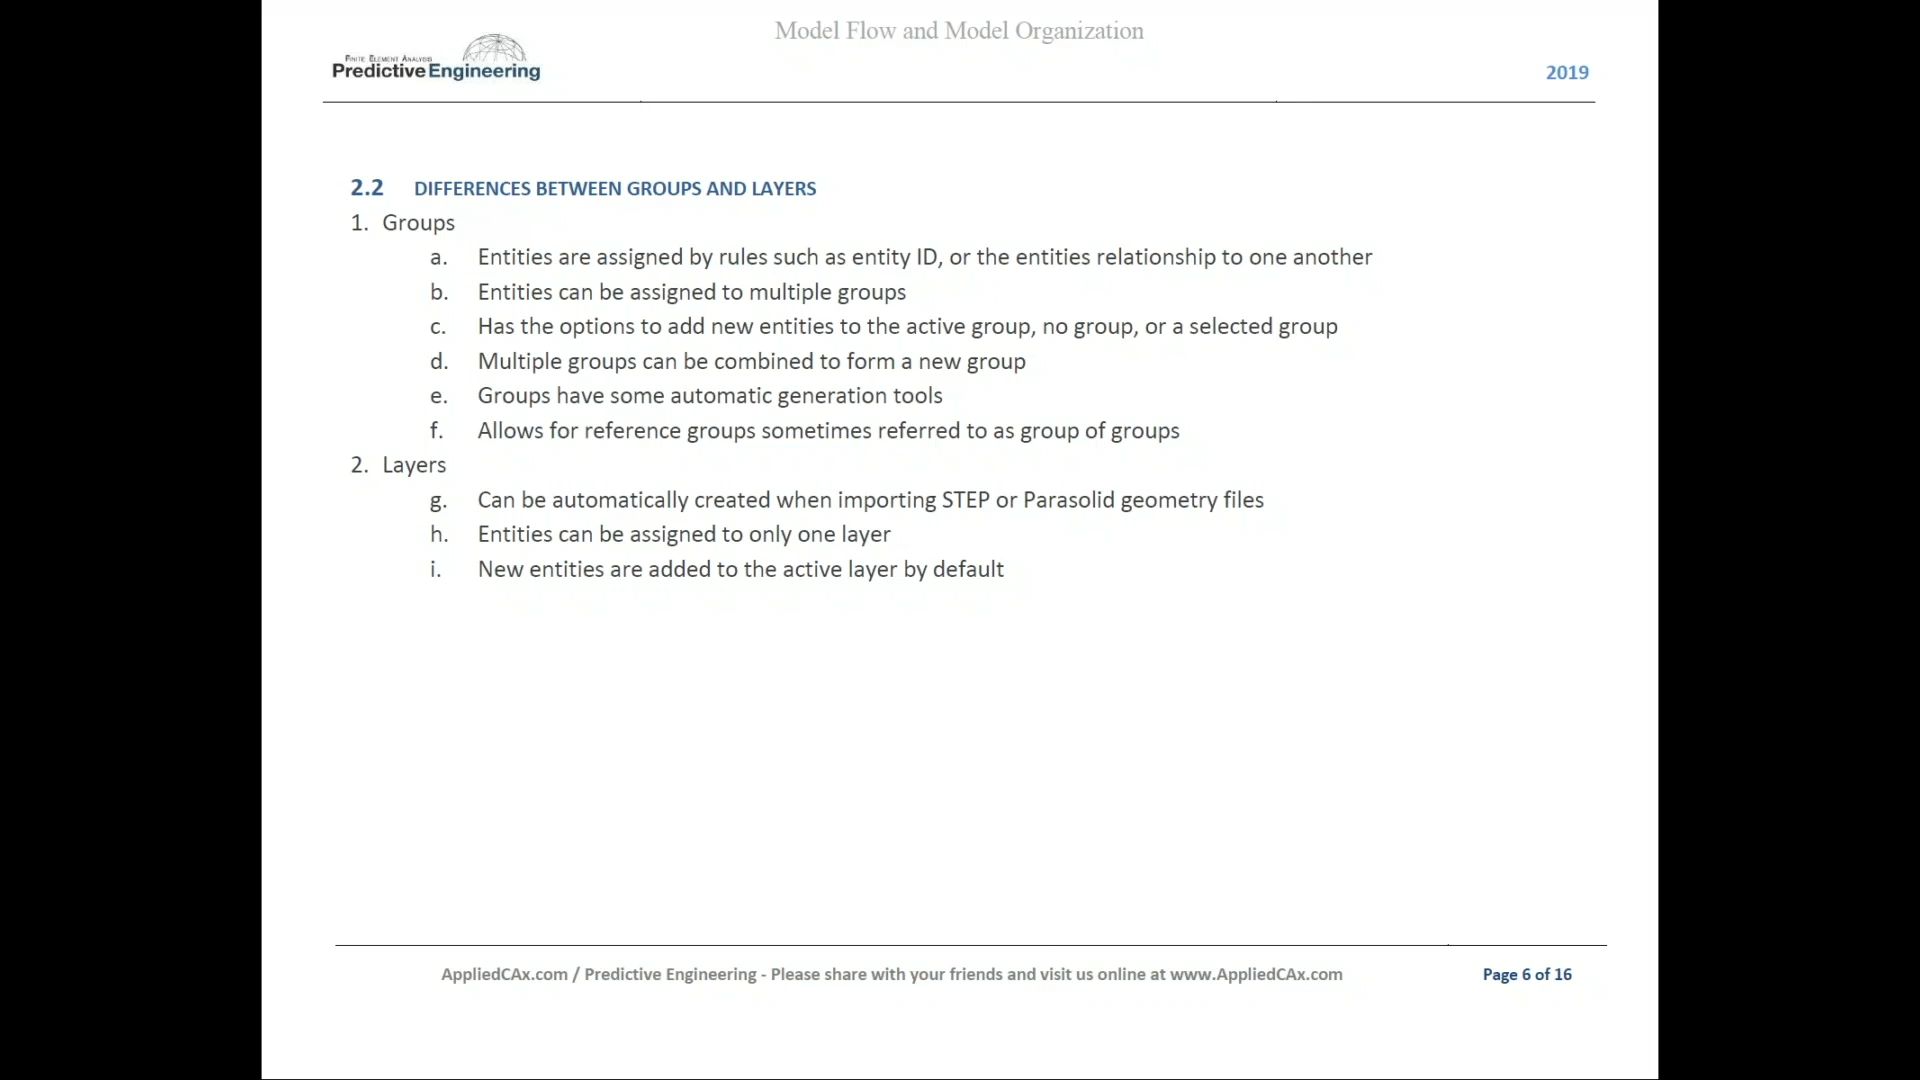 Model Flow and Model Organization
FINITE ELEMENT ANALYSIS
Predictive Engineering
2019
2.2 DIFFERENCES BETWEEN GROUPS AND LAYERS
1. Groups
a. Entities are assigned by rules such as entity ID, or the entities relationship to one another
b. Entities can be assigned to multiple groups
c. Has the options to add new entities to the active group, no group, or a selected group
d. Multiple groups can be combined to form a new group
e. Groups have some automatic generation tools
f. Allows for reference groups sometimes referred to as group of groups
2. Layers
g. Can be automatically created when importing STEP or Parasolid geometry files
h. Entities can be assigned to only one layer
i. New entities are added to the active layer by default
AppliedCAx.com / Predictive Engineering - Please share with your friends and visit us online at www.AppliedCAx.com
Page 6 of 16